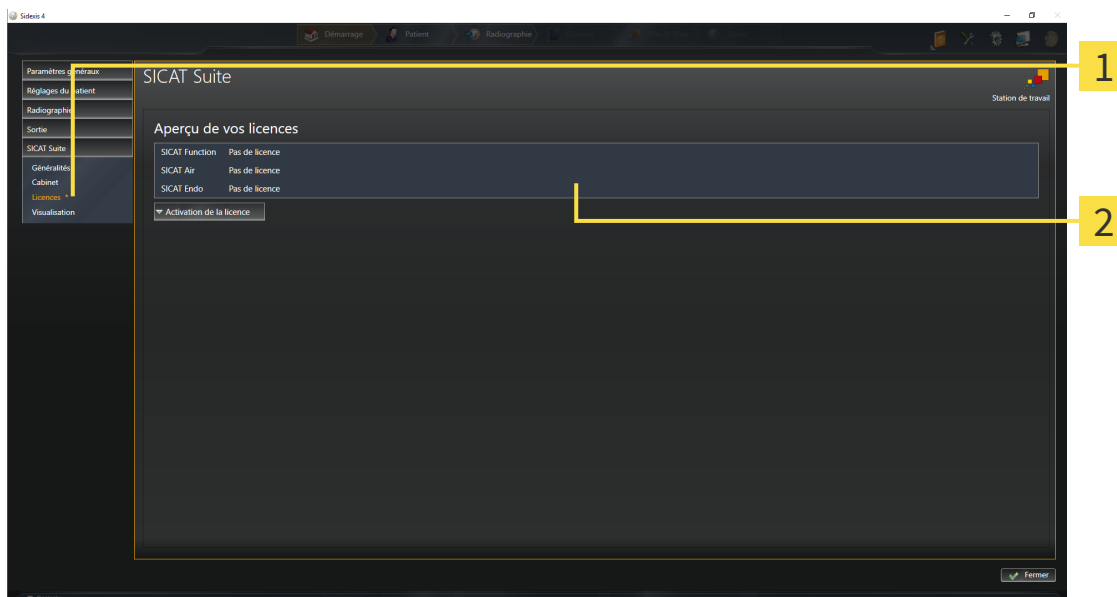 Sidexis 4
Démarrage
Patient
Radiographie
1
Paramètres généraux
Réglages du patient
Radiographie
Sortie
SICAT Suite
Généralités
Cabinet
Licences *
Visualisation
SICAT Suite
Station de travail
Aperçu de vos licences
SICAT Function Pas de licence
SICAT Air Pas de licence
SICAT Endo Pas de licence
Activation de la licence
2
Fermer